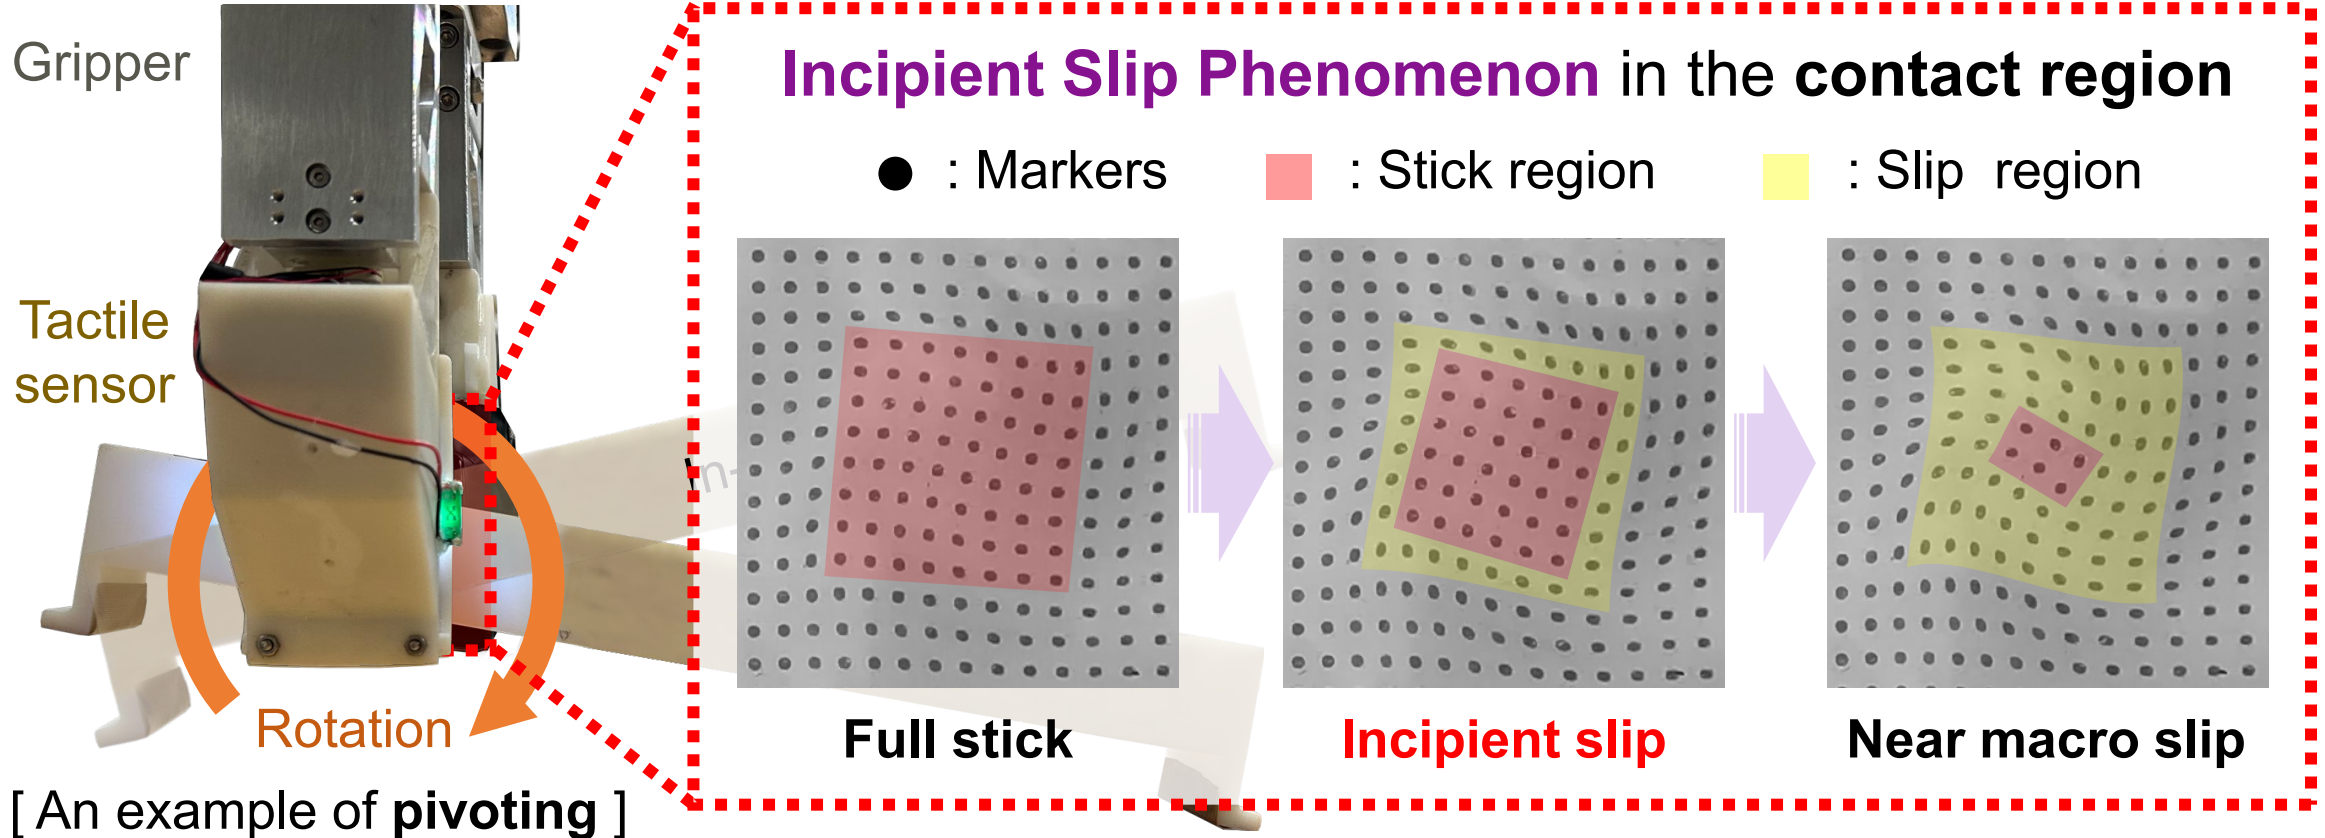 Gripper
Tactile
sensor
Rotation
[ An example of pivoting ]
Incipient Slip Phenomenon in the contact region
: Markers
: Stick region
: Slip region
In-
Full stick
Incipient slip
Near macro slip